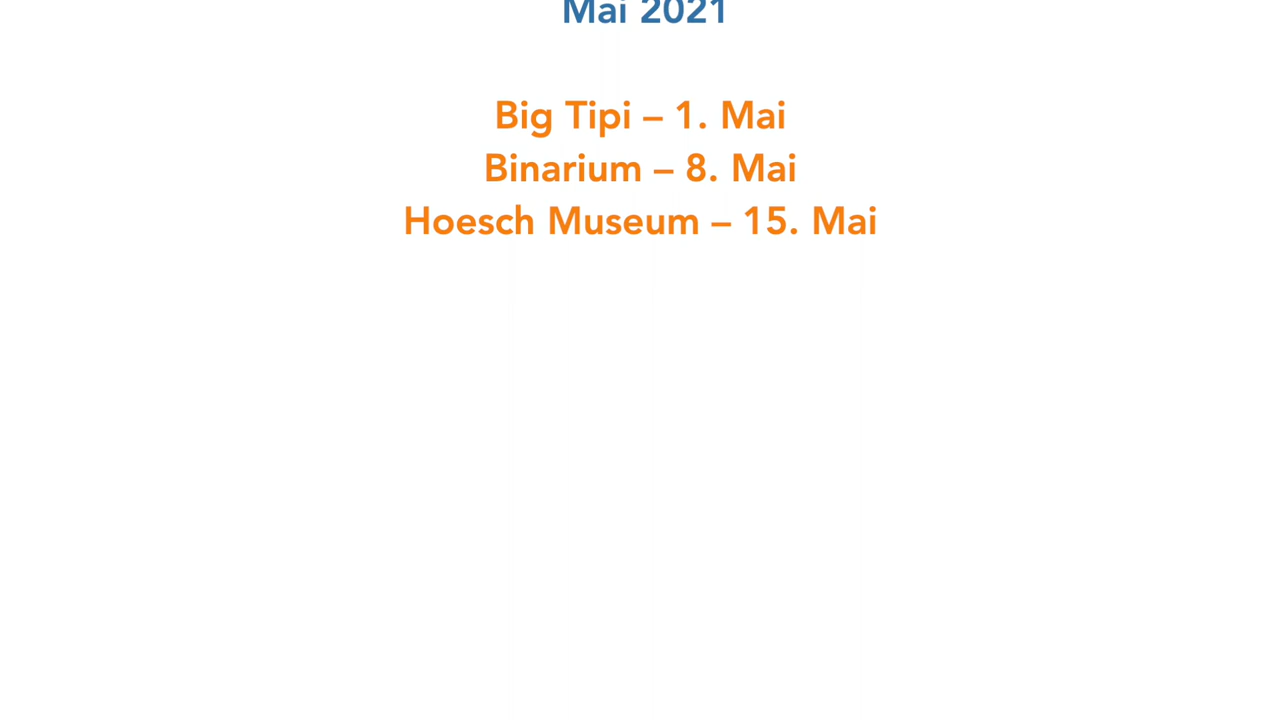 Mai 2021
Big Tipi – 1. Mai
Binarium – 8. Mai
Hoesch Museum – 15. Mai